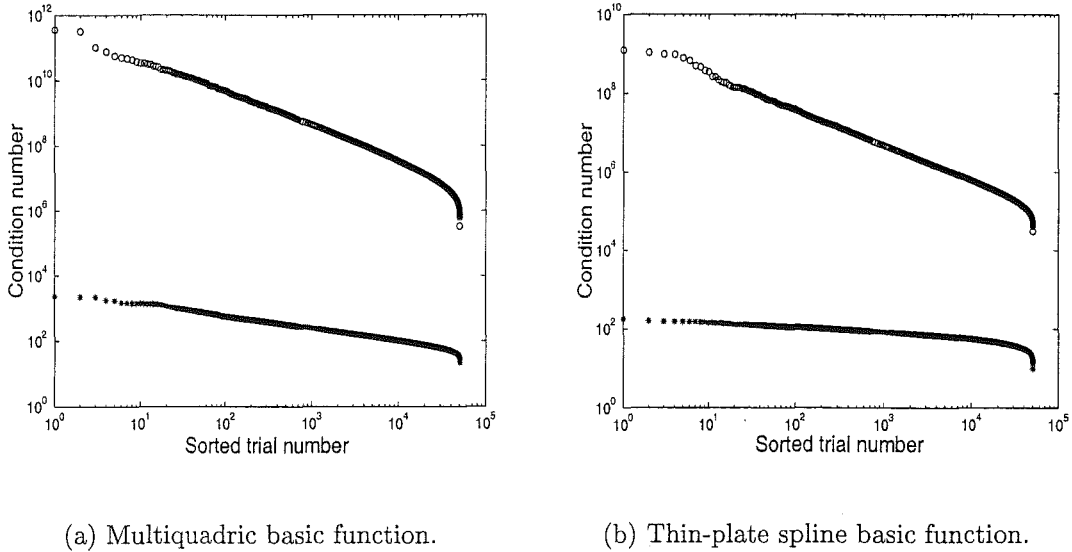 10^12
10^10
10^8
10^6
10^4
10^2
10^0
Condition number
10^0 10^1 10^2 10^3 10^4 10^5
Sorted trial number
(a) Multiquadric basic function.
10^10
10^8
10^6
10^4
10^2
10^0
Condition number
10^0 10^1 10^2 10^3 10^4 10^5
Sorted trial number
(b) Thin-plate spline basic function.